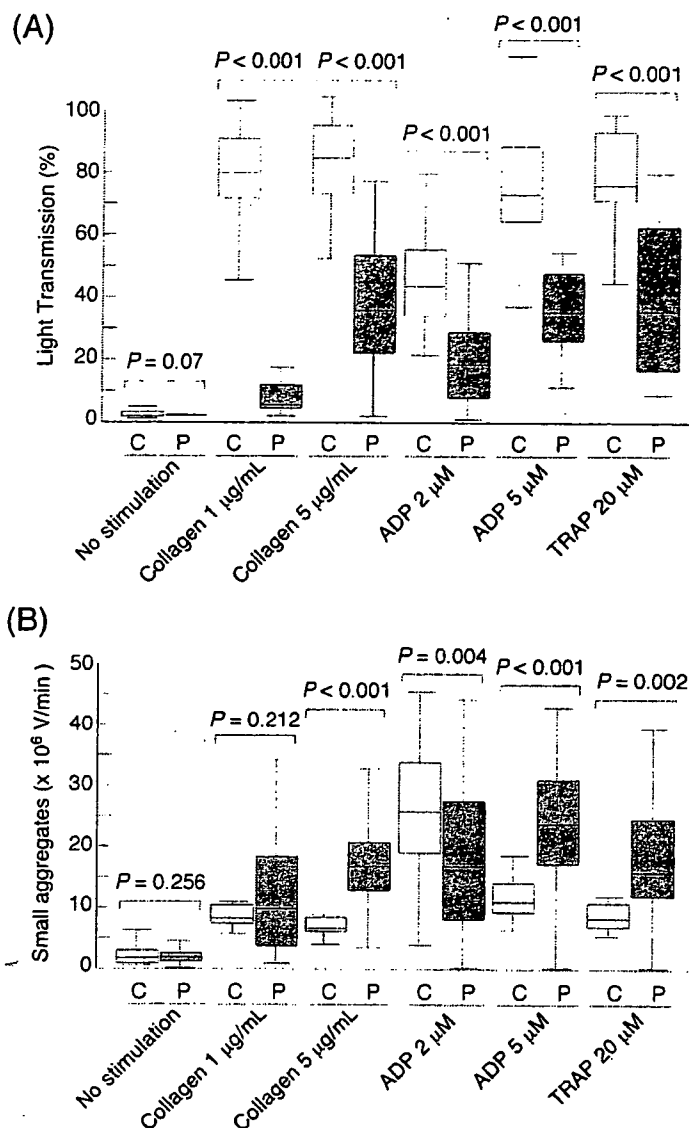 (A)
P < 0.001
P < 0.001 P < 0.001 P < 0.001
P < 0.001
P = 0.07
Light Transmission (%)
100
80
60
40
20
0
C P C P C P C P C P C P
No stimulation
Collagen 1 µg/mL
Collagen 5 µg/mL
ADP 2 µM
ADP 5 µM
TRAP 20 µM
(B)
P = 0.004
P < 0.001 P < 0.001 P = 0.002
P = 0.212
P = 0.256
Small aggregates (x 10⁶ V/min)
50
40
30
20
10
0
C P C P C P C P C P C P
No stimulation
Collagen 1 µg/mL
Collagen 5 µg/mL
ADP 2 µM
ADP 5 µM
TRAP 20 µM